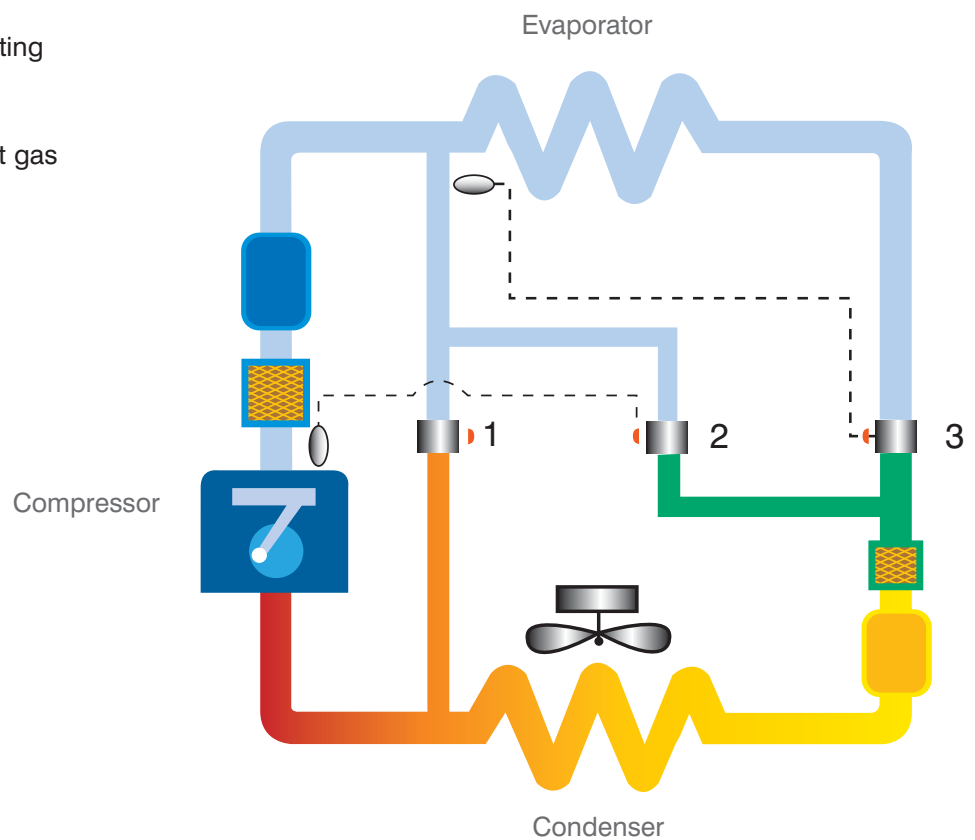 Evaporator
ting
t gas
1
2
3
Compressor
Condenser